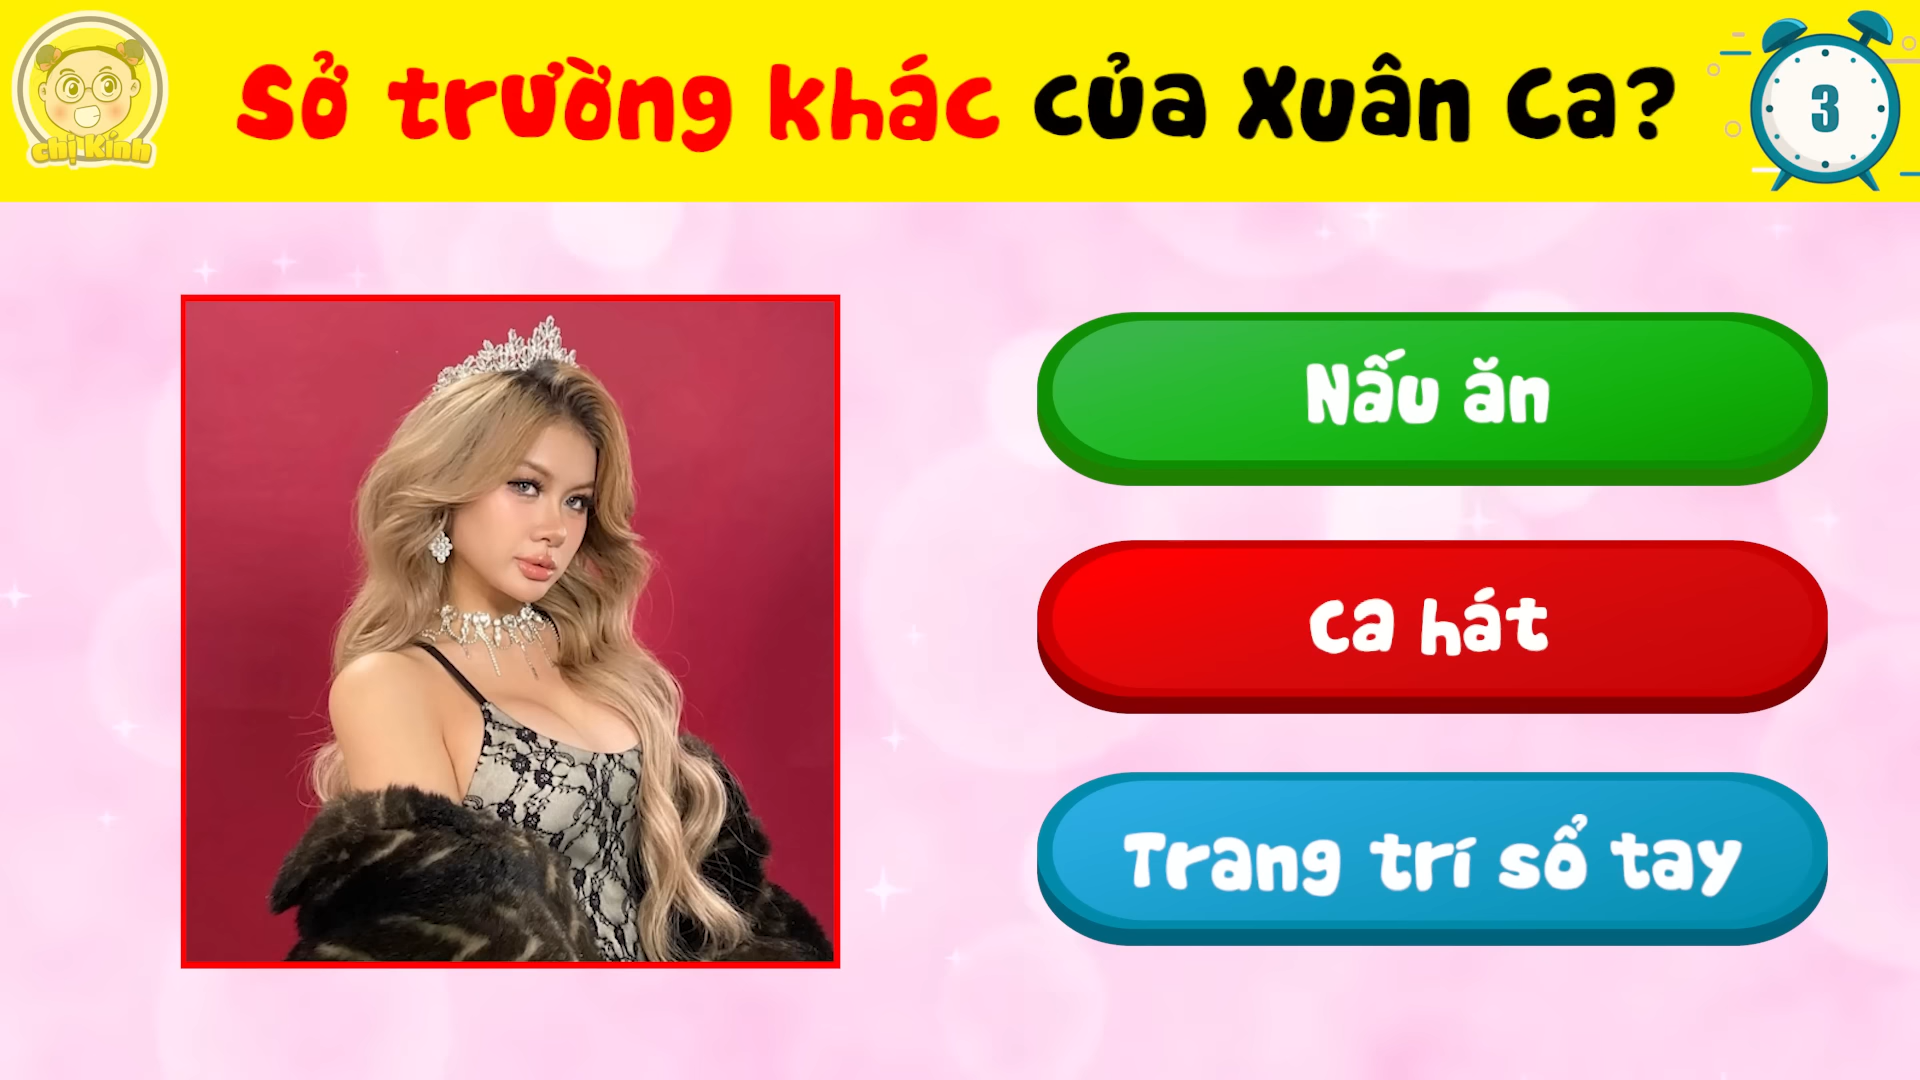 chị Kính
Sở trường khác của Xuân Ca?
3
Nấu ăn
Ca hát
Trang trí sổ tay